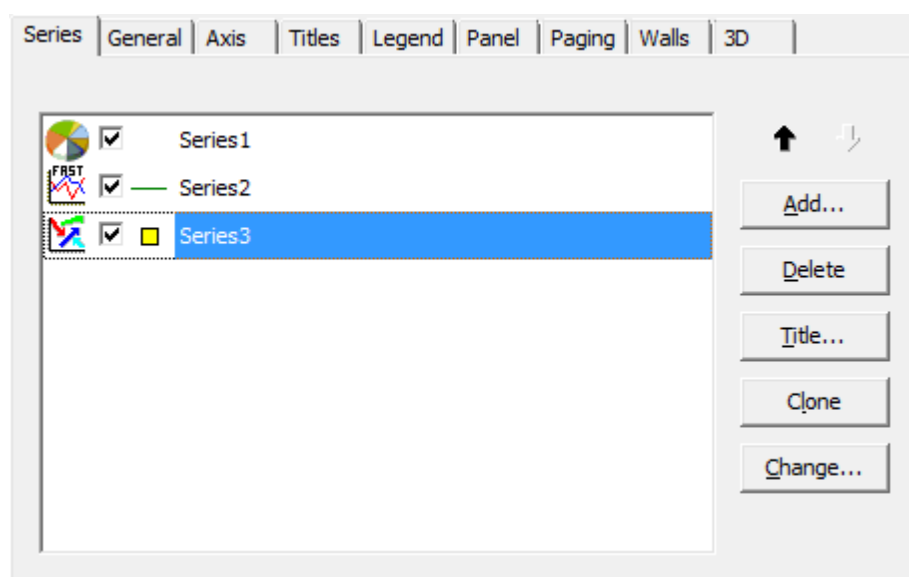 Series General Axis Titles Legend Panel Paging Walls 3D
Series1
FAST
Series2
Series3
Add...
Delete
Title...
Clone
Change...